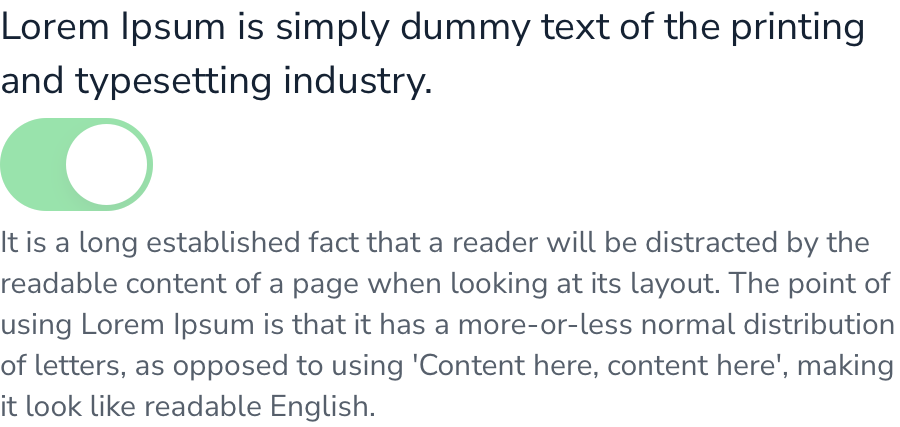 Lorem Ipsum is simply dummy text of the printing
and typesetting industry.
It is a long established fact that a reader will be distracted by the
readable content of a page when looking at its layout. The point of
using Lorem Ipsum is that it has a more-or-less normal distribution
of letters, as opposed to using 'Content here, content here', making
it look like readable English.